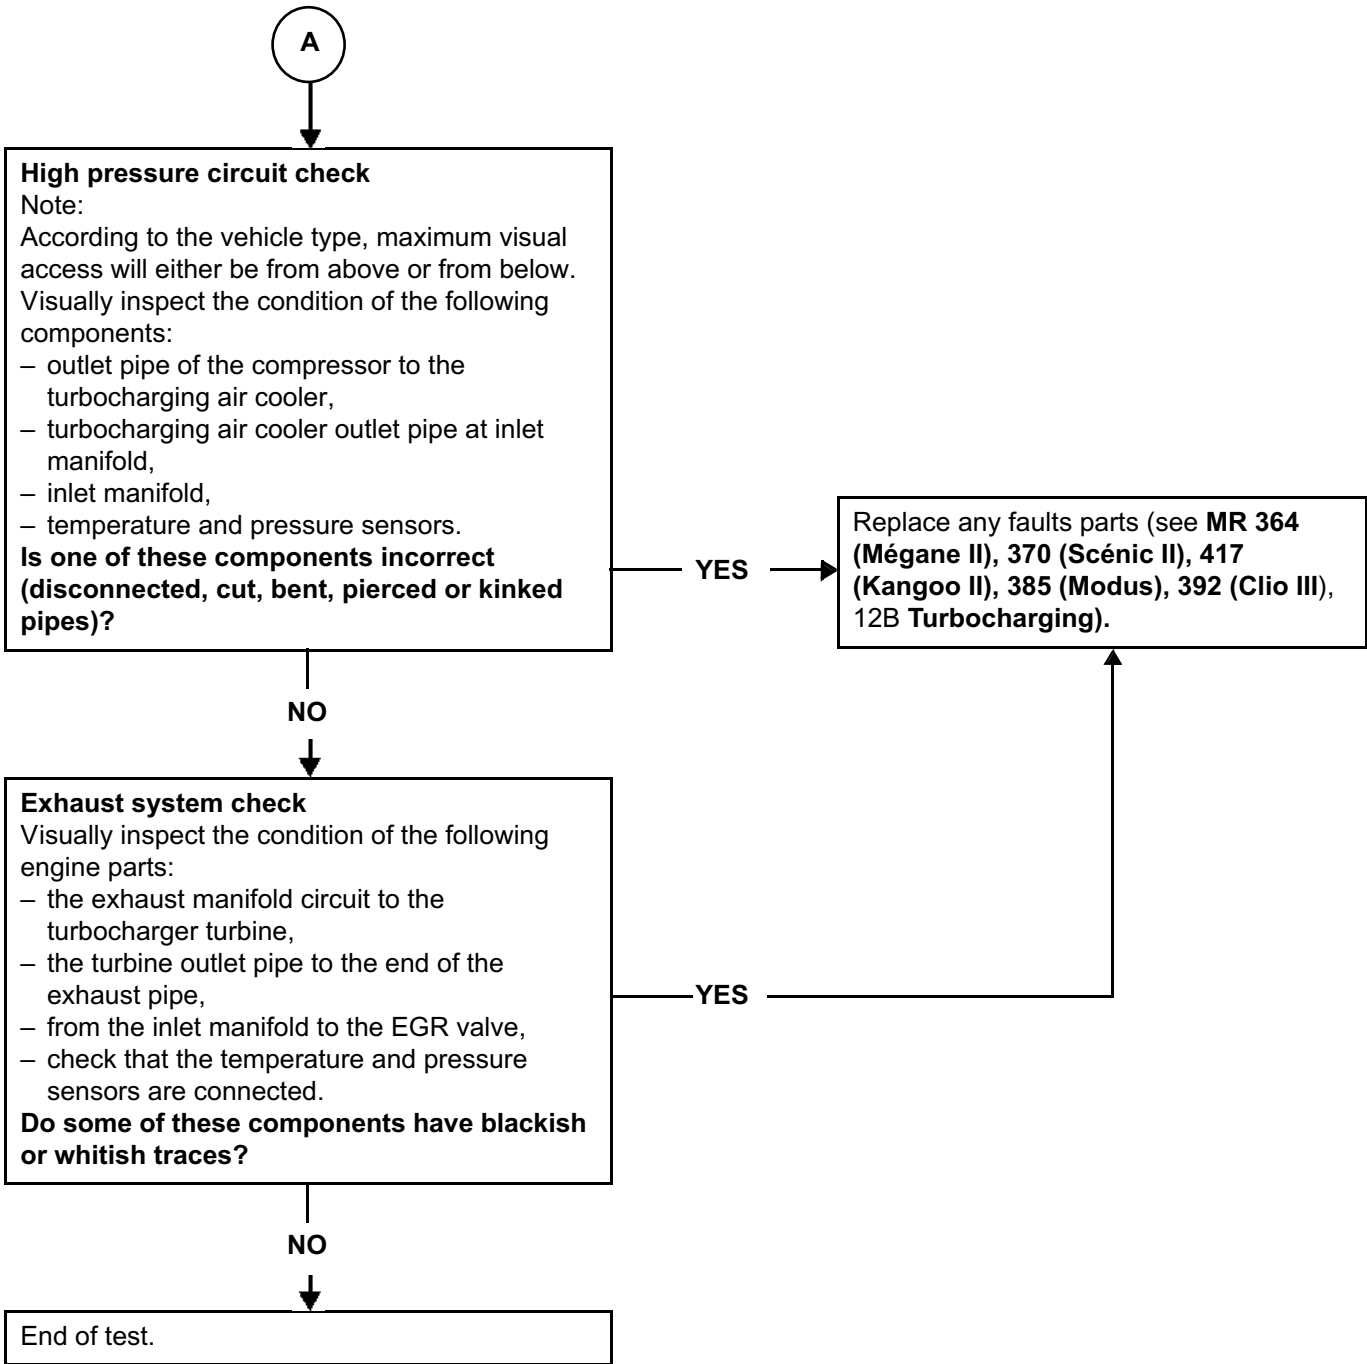 A
High pressure circuit check
Note:
According to the vehicle type, maximum visual
access will either be from above or from below.
Visually inspect the condition of the following
components:
– outlet pipe of the compressor to the
turbocharging air cooler,
– turbocharging air cooler outlet pipe at inlet
manifold,
– inlet manifold,
– temperature and pressure sensors.
Is one of these components incorrect
(disconnected, cut, bent, pierced or kinked
pipes)?
YES
Replace any faults parts (see MR 364
(Mégane II), 370 (Scénic II), 417
(Kangoo II), 385 (Modus), 392 (Clio III),
12B Turbocharging).
NO
Exhaust system check
Visually inspect the condition of the following
engine parts:
– the exhaust manifold circuit to the
turbocharger turbine,
– the turbine outlet pipe to the end of the
exhaust pipe,
– from the inlet manifold to the EGR valve,
– check that the temperature and pressure
sensors are connected.
Do some of these components have blackish
or whitish traces?
YES
NO
End of test.